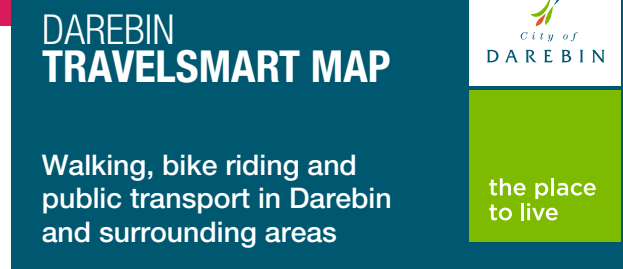 DAREBIN
TRAVELSMART MAP
Walking, bike riding and
public transport in Darebin
and surrounding areas
City of
DAREBIN
the place
to live